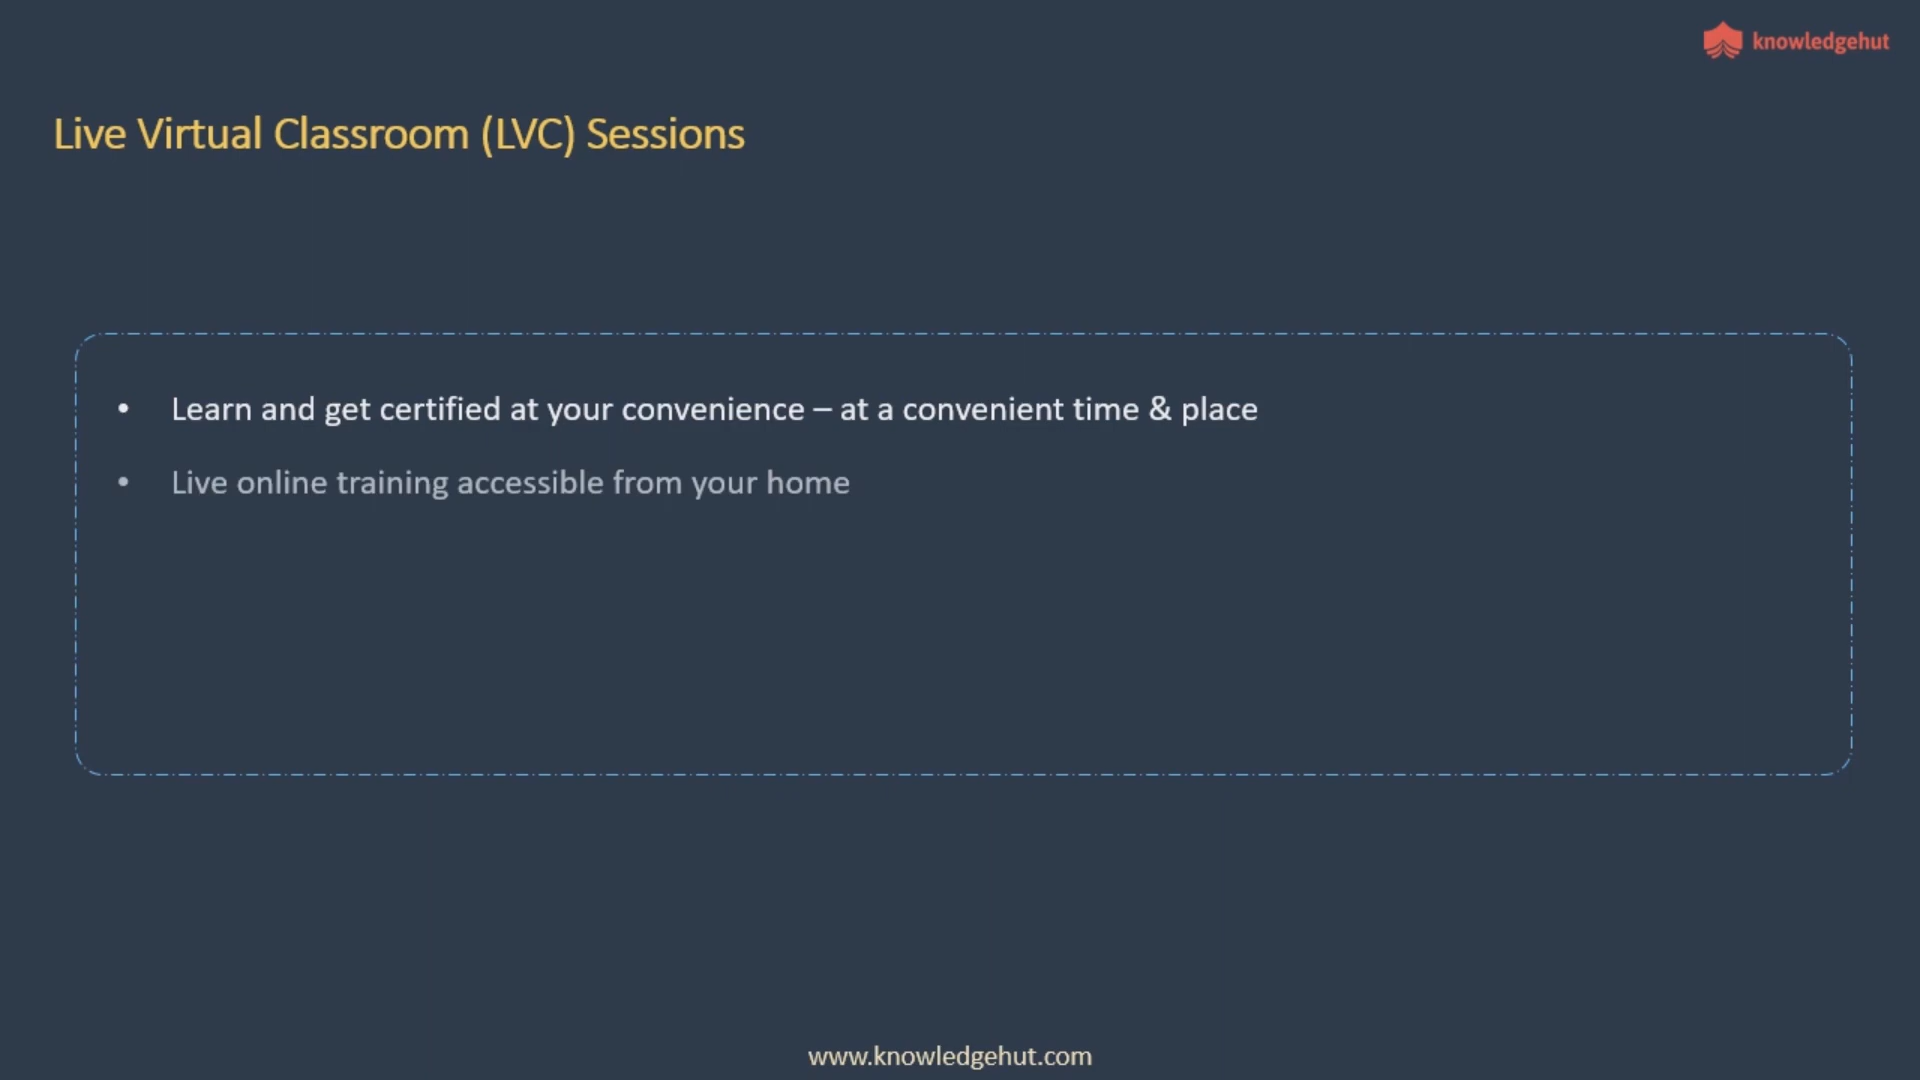 knowledgehut
Live Virtual Classroom (LVC) Sessions
• Learn and get certified at your convenience – at a convenient time & place
• Live online training accessible from your home
www.knowledgehut.com